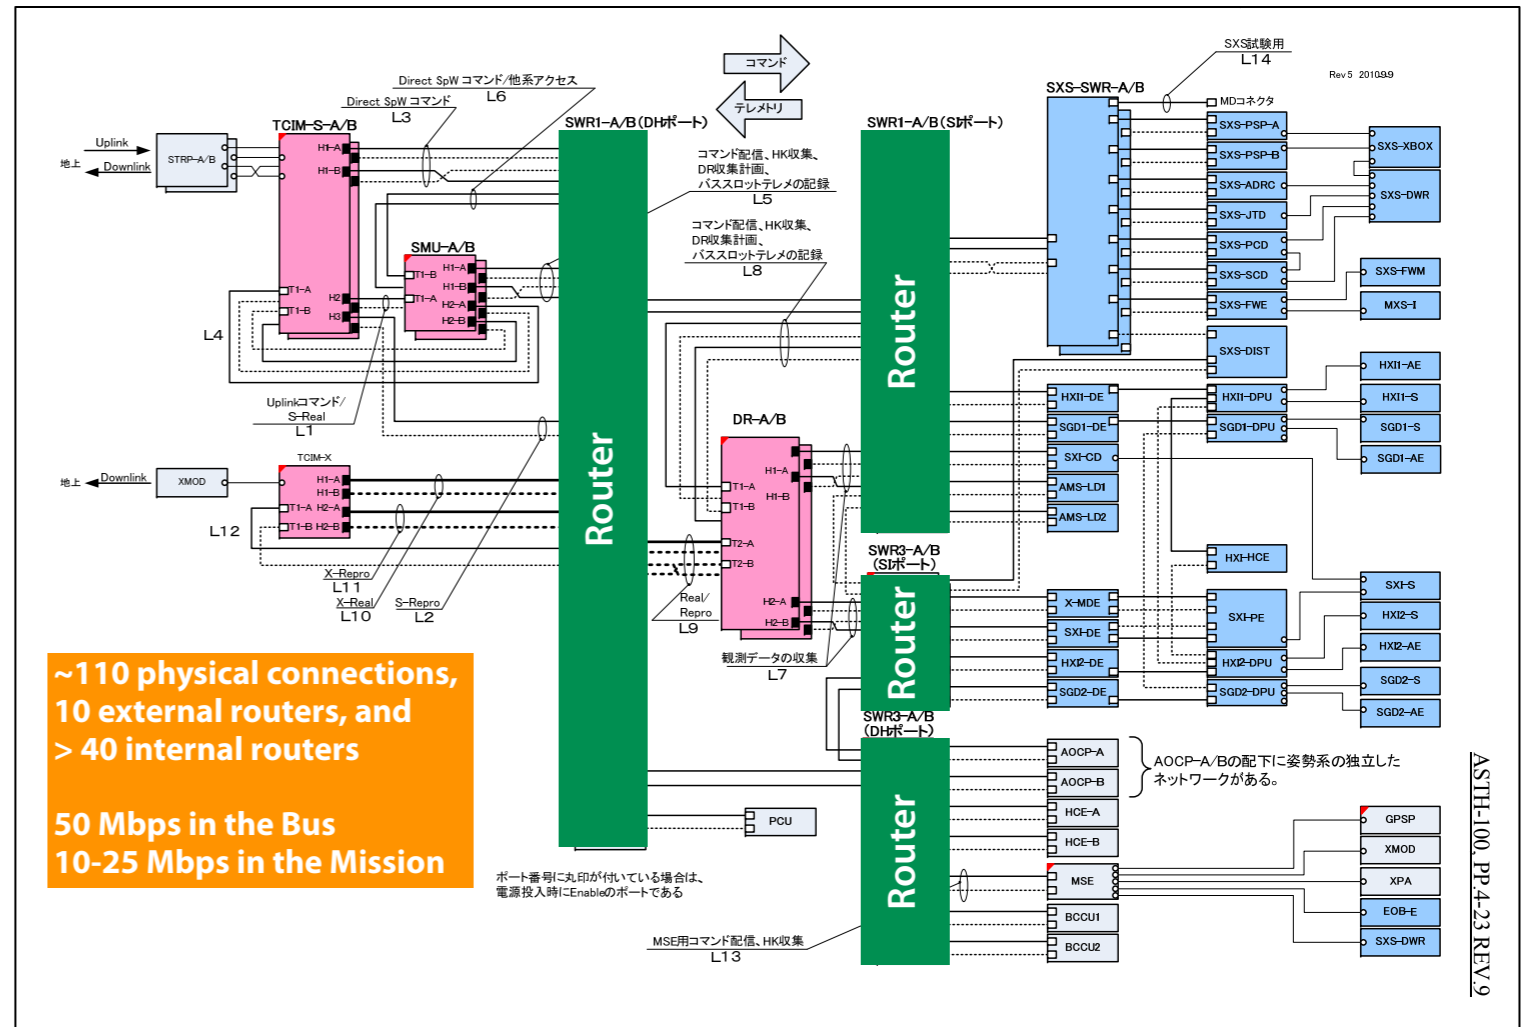 SXS試験用
L14
Rev 5 2010.9.9
コマンド
テレメトリ
Direct SpW コマンド/他系アクセス
L6
Direct SpW コマンド
L3
TCIM-S-A/B
SWR1-A/B(DHポート)
SWR1-A/B(SIポート)
SXS-SWR-A/B
Uplink
地上
Downlink
STRP-A/B
H1-A
H1-B
T1-A
T1-B
H2
H3
L4
SMU-A/B
T1-B
H1-A
H1-B
T1-A
H2-A
H2-B
コマンド配信、HK収集、
DR収集計画、
バススロットテレメの記録
L5
コマンド配信、HK収集、
DR収集計画、
バススロットテレメの記録
L8
MDコネクタ
SXS-PSP-A
SXS-PSP-B
SXS-ADRC
SXS-JTD
SXS-PCD
SXS-SCD
SXS-FWE
SXS-DIST
SXS-XBOX
SXS-DWR
SXS-FWM
MXS-I
Uplinkコマンド/
S-Real
L1
Router
Router
HXI1-DE
SGD1-DE
SXI-CD
AMS-LD1
AMS-LD2
HXI1-DPU
SGD1-DPU
HXI1-AE
HXI1-S
SGD1-S
SGD1-AE
地上
Downlink
XMOD
TCIM-X
H1-A
H1-B
T1-A H2-A
T1-B H2-B
L12
X-Repro
L11
X-Real
L10
S-Repro
L2
DR-A/B
H1-A
T1-A
H1-B
T1-B
T2-A
T2-B
H2-A
H2-B
Real/
Repro
L9
観測データの収集
L7
SWR3-A/B
(SIポート)
Router
X-MDE
SXI-DE
HXI2-DE
SGD2-DE
HXI-HCE
SXI-PE
HXI2-DPU
SGD2-DPU
SXI-S
HXI2-S
HXI2-AE
SGD2-S
SGD2-AE
~110 physical connections,
10 external routers, and
> 40 internal routers
50 Mbps in the Bus
10-25 Mbps in the Mission
SWR3-A/B
(DHポート)
Router
AOCP-A
AOCP-B
AOCP-A/Bの配下に姿勢系の独立した
ネットワークがある。
PCU
HCE-A
HCE-B
MSE
BCCU1
BCCU2
GPSP
XMOD
XPA
EOB-E
SXS-DWR
ポート番号に丸印が付いている場合は、
電源投入時にEnableのポートである
MSE用コマンド配信、HK収集
L13
ASTH-100, PP.4-23 REV.9